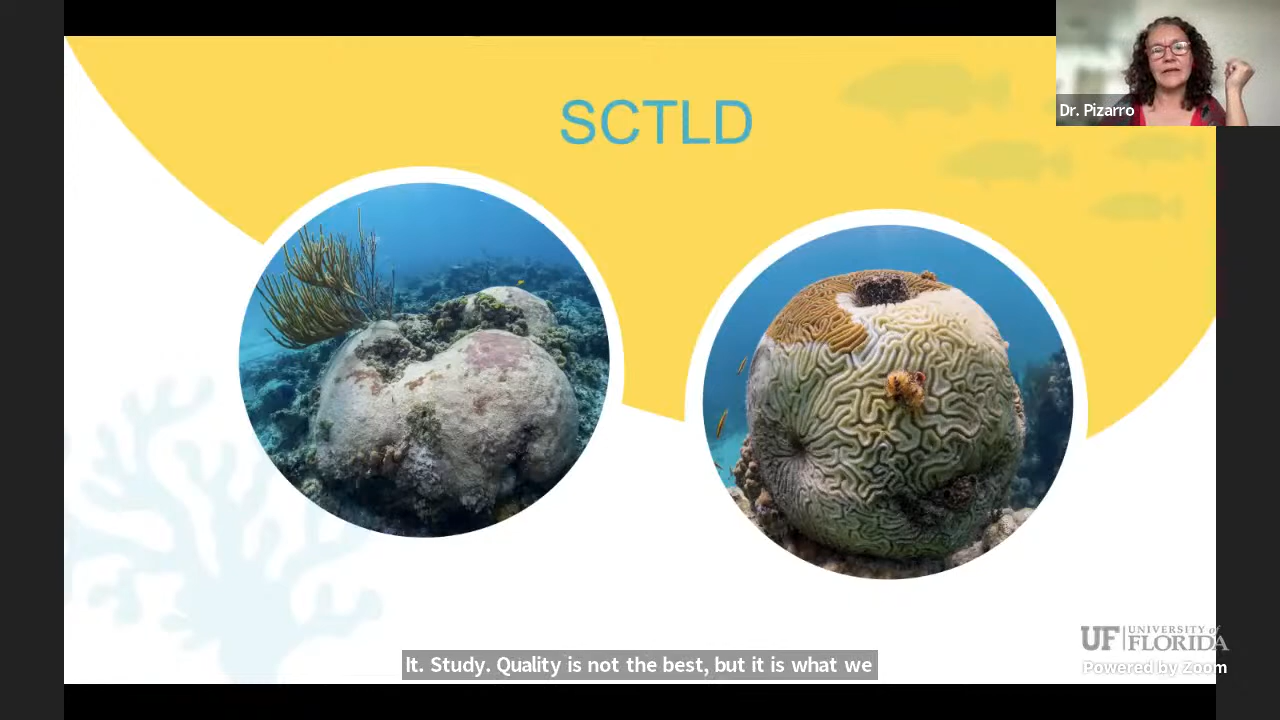 SCTLD
Dr. Pizarro
UF UNIVERSITY of
FLORIDA
It. Study. Quality is not the best, but it is what we
Powered by Zoom